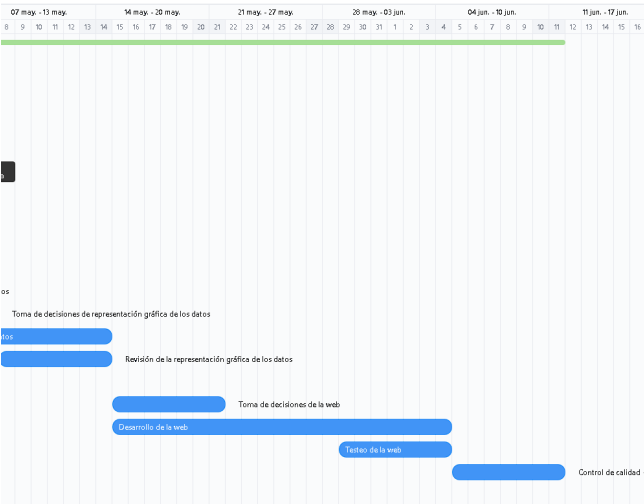 07 may. - 13 may. 14 may. - 20 may. 21 may. - 27 may. 28 may. - 03 jun. 04 jun. - 10 jun. 11 jun. - 17 jun.
8 9 10 11 12 13 14 15 16 17 18 19 20 21 22 23 24 25 26 27 28 29 30 31 1 2 3 4 5 6 7 8 9 10 11 12 13 14 15 16
a
os
Toma de decisiones de representación gráfica de los datos
atos
Revisión de la representación gráfica de los datos
Toma de decisiones de la web
Desarrollo de la web
Testeo de la web
Control de calidad